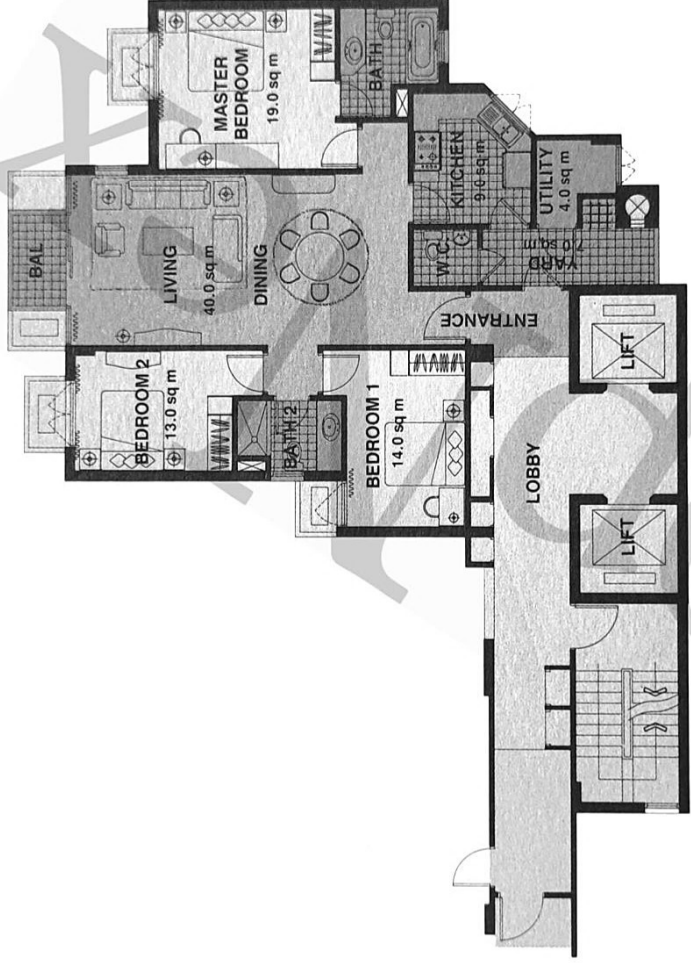 BAL
LIVING
40.0 sq m
DINING
MASTER
BEDROOM
19.0 sq m
BATH
KITCHEN
9.0 sq m
UTILITY
4.0 sq m
W.C.
YARD
7.0 sq.m
ENTRANCE
BEDROOM 2
13.0 sq m
BATH 2
BEDROOM 1
14.0 sq m
LOBBY
LIFT
LIFT